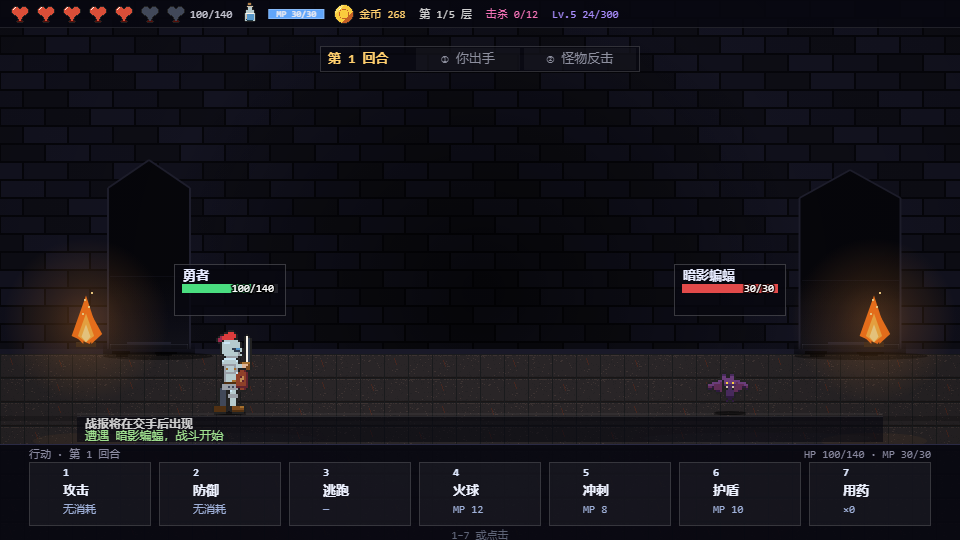 100/140 MP 30/30 金币 268 第 1/5 层 击杀 0/12 Lv.5 24/300
第 1 回合 ① 你出手 ② 怪物反击
勇者
100/140
暗影蝙蝠
30/30
战报将在交手后出现
遭遇 暗影蝙蝠, 战斗开始
行动 · 第 1 回合 HP 100/140 · MP 30/30
1 2 3 4 5 6 7
攻击 防御 逃跑 火球 冲刺 护盾 用药
无消耗 无消耗 — MP 12 MP 8 MP 10 ×0
1-7 或点击